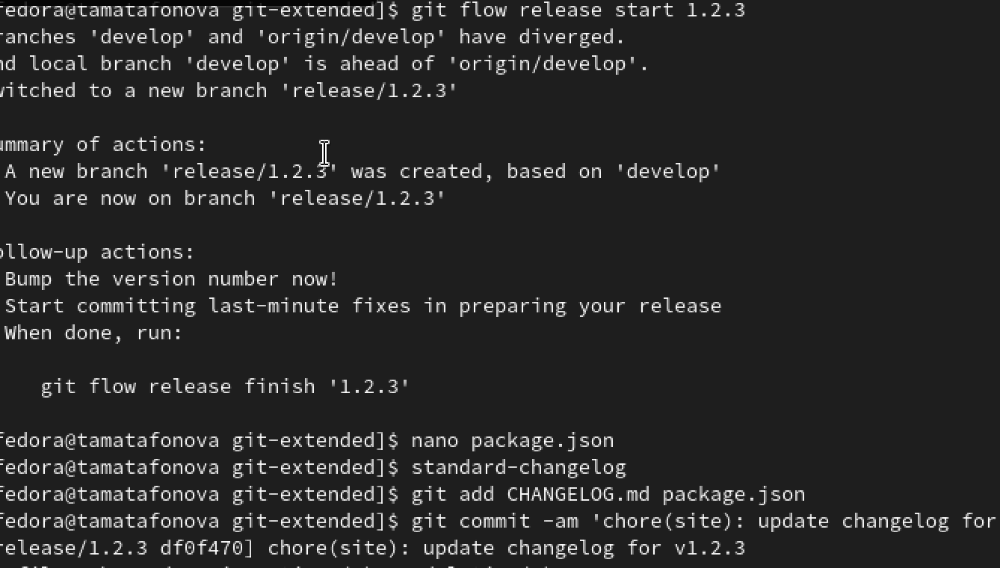 fedora@tamatafonova git-extended]$ git flow release start 1.2.3
ranches 'develop' and 'origin/develop' have diverged.
nd local branch 'develop' is ahead of 'origin/develop'.
witched to a new branch 'release/1.2.3'
ummary of actions:
A new branch 'release/1.2.3' was created, based on 'develop'
You are now on branch 'release/1.2.3'
ollow-up actions:
Bump the version number now!
Start committing last-minute fixes in preparing your release
When done, run:
git flow release finish '1.2.3'
fedora@tamatafonova git-extended]$ nano package.json
fedora@tamatafonova git-extended]$ standard-changelog
fedora@tamatafonova git-extended]$ git add CHANGELOG.md package.json
fedora@tamatafonova git-extended]$ git commit -am 'chore(site): update changelog for
release/1.2.3 df0f470] chore(site): update changelog for v1.2.3